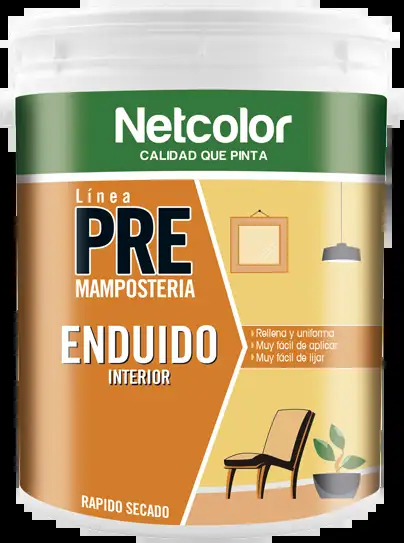 Netcolor
CALIDAD QUE PINTA
Línea
PRE
MAMPOSTERIA
ENDUIDO
INTERIOR
Rellena y uniforma
Muy fácil de aplicar
Muy fácil de lijar
RAPIDO SECADO